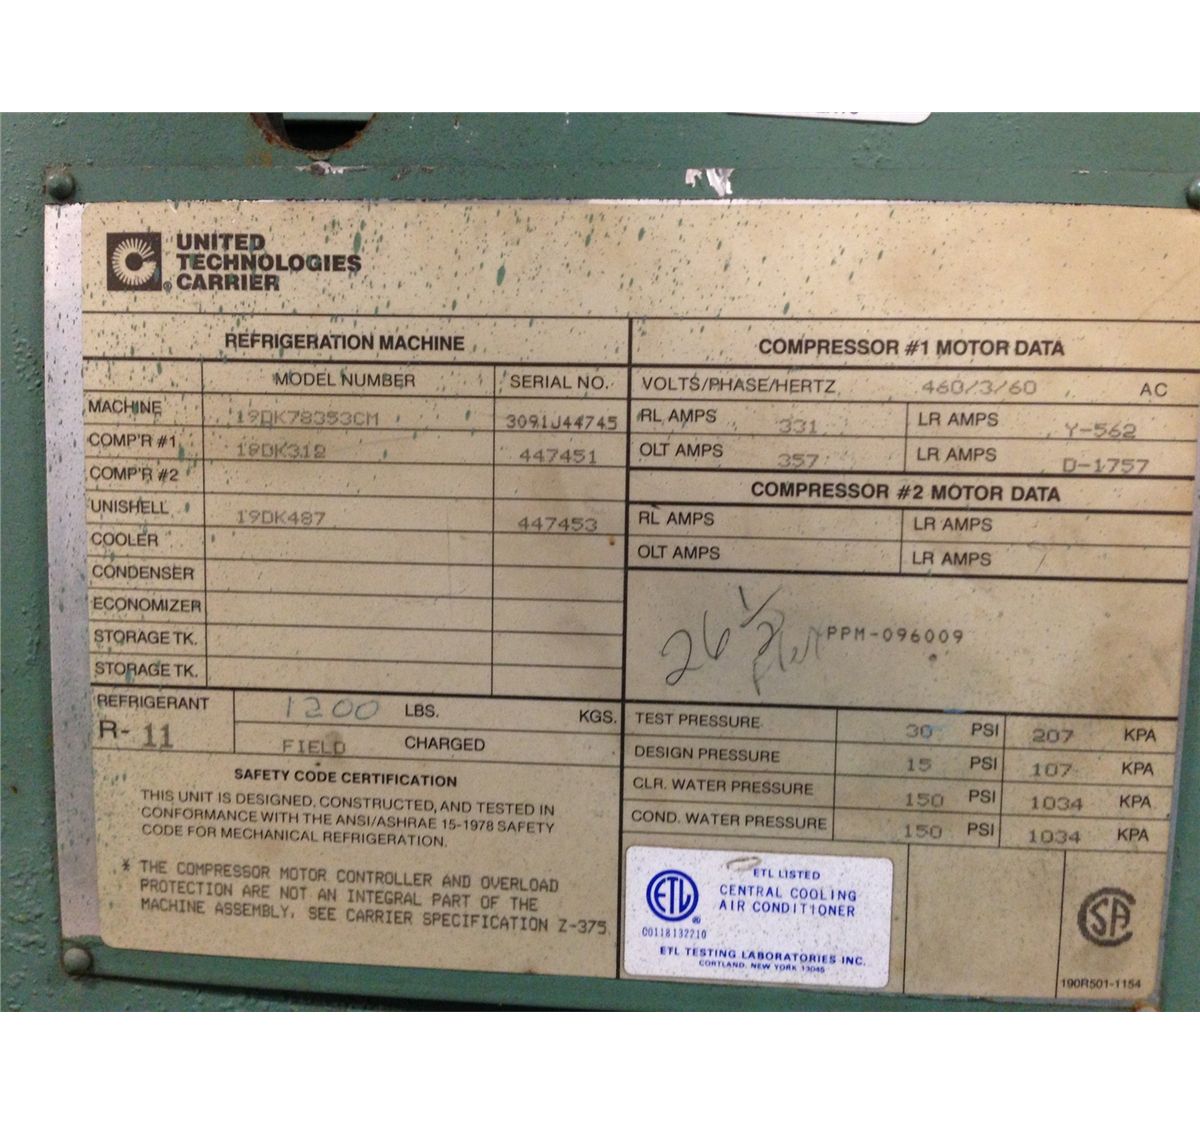 UNITED
TECHNOLOGIES
CARRIER
REFRIGERATION MACHINE
MODEL NUMBER SERIAL NO.
MACHINE 19DK78353CM 3091J44745
COMP'R #1 19DK312 447451
COMP'R #2
UNISHELL 19DK487 447453
COOLER
CONDENSER
ECONOMIZER
STORAGE TK.
STORAGE TK.
REFRIGERANT
R-11
1200 LBS. KGS.
FIELD CHARGED
SAFETY CODE CERTIFICATION
THIS UNIT IS DESIGNED, CONSTRUCTED, AND TESTED IN
CONFORMANCE WITH THE ANSI/ASHRAE 15-1978 SAFETY
CODE FOR MECHANICAL REFRIGERATION.
* THE COMPRESSOR MOTOR CONTROLLER AND OVERLOAD
PROTECTION ARE NOT AN INTEGRAL PART OF THE
MACHINE ASSEMBLY, SEE CARRIER SPECIFICATION Z-375
COMPRESSOR #1 MOTOR DATA
VOLTS/PHASE/HERTZ 460/3/60 AC
RL AMPS 331 LR AMPS Y-562
OLT AMPS 357 LR AMPS D-1757
COMPRESSOR #2 MOTOR DATA
RL AMPS LR AMPS
OLT AMPS LR AMPS
26 1/2
PPM-096009
TEST PRESSURE 30 PSI 207 KPA
DESIGN PRESSURE 15 PSI 107 KPA
CLR. WATER PRESSURE 150 PSI 1034 KPA
COND. WATER PRESSURE 150 PSI 1034 KPA
ETL
ETL LISTED
CENTRAL COOLING
AIR CONDITIONER
C0118132210
ETL TESTING LABORATORIES INC.
CORTLAND, NEW YORK 13045
SA
19OR501-1154